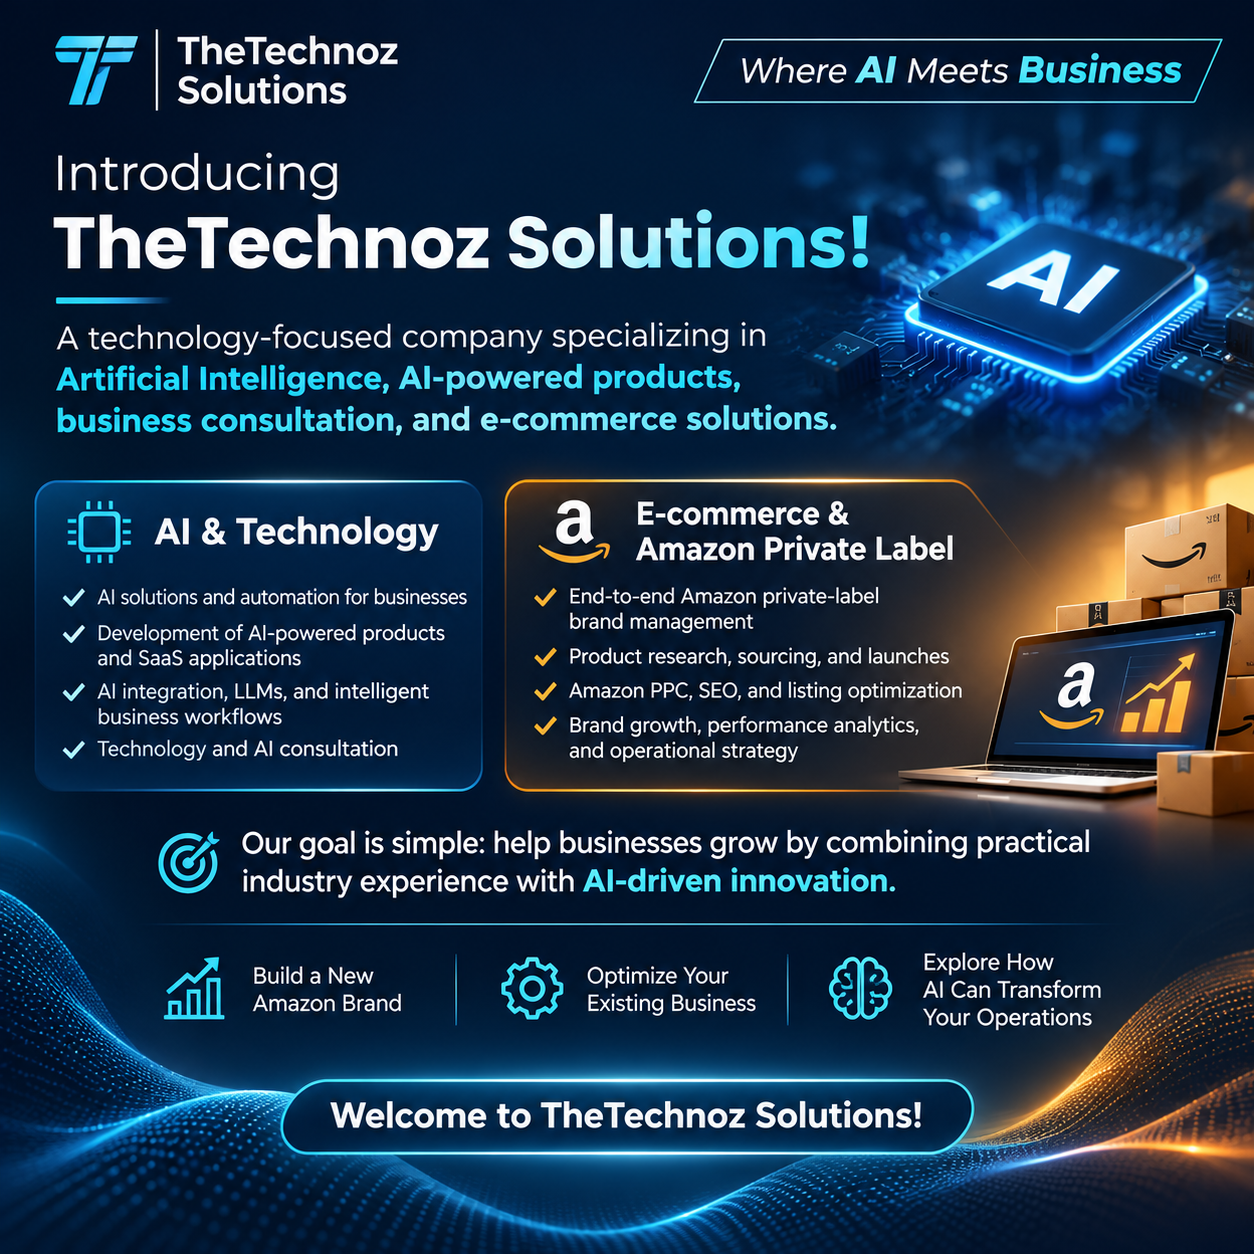 TheTechnoz
Solutions
Where AI Meets Business
Introducing
TheTechnoz Solutions!
A technology-focused company specializing in
Artificial Intelligence, AI-powered products,
business consultation, and e-commerce solutions.
AI
AI & Technology
AI solutions and automation for businesses
Development of AI-powered products
and SaaS applications
AI integration, LLMs, and intelligent
business workflows
Technology and AI consultation
a
E-commerce &
Amazon Private Label
End-to-end Amazon private-label
brand management
Product research, sourcing, and launches
Amazon PPC, SEO, and listing optimization
Brand growth, performance analytics,
and operational strategy
a
Our goal is simple: help businesses grow by combining practical
industry experience with AI-driven innovation.
Build a New
Amazon Brand
Optimize Your
Existing Business
Explore How
AI Can Transform
Your Operations
Welcome to TheTechnoz Solutions!